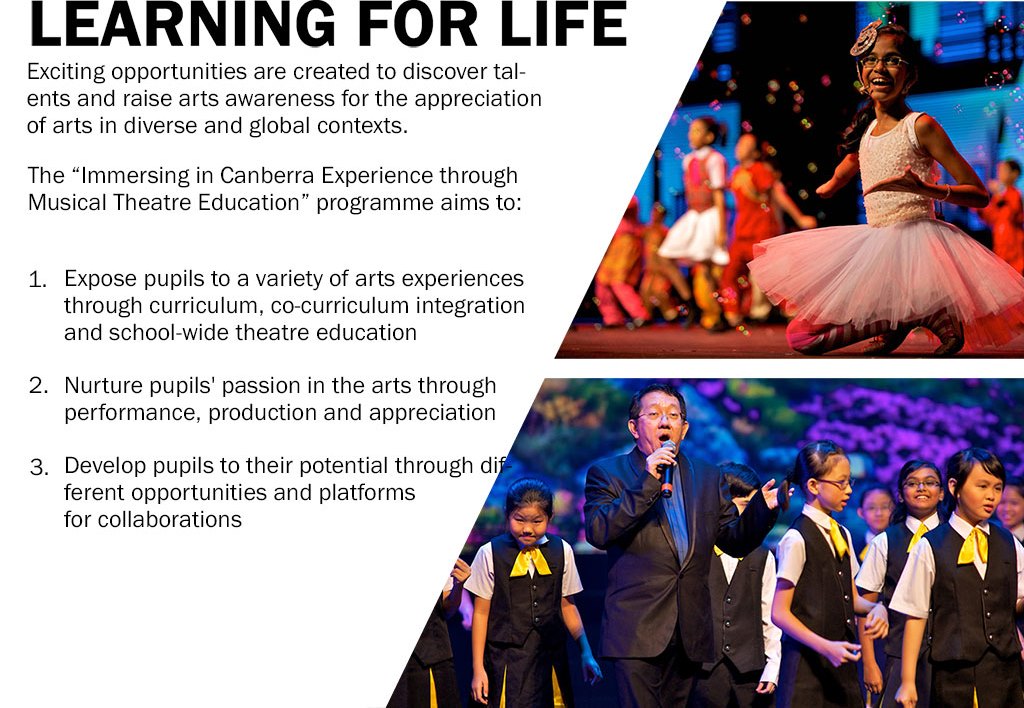 LEARNING FOR LIFE
Exciting opportunities are created to discover tal-
ents and raise arts awareness for the appreciation
of arts in diverse and global contexts.
The “Immersing in Canberra Experience through
Musical Theatre Education” programme aims to:
1. Expose pupils to a variety of arts experiences
through curriculum, co-curriculum integration
and school-wide theatre education
2. Nurture pupils' passion in the arts through
performance, production and appreciation
3. Develop pupils to their potential through dif-
ferent opportunities and platforms
for collaborations